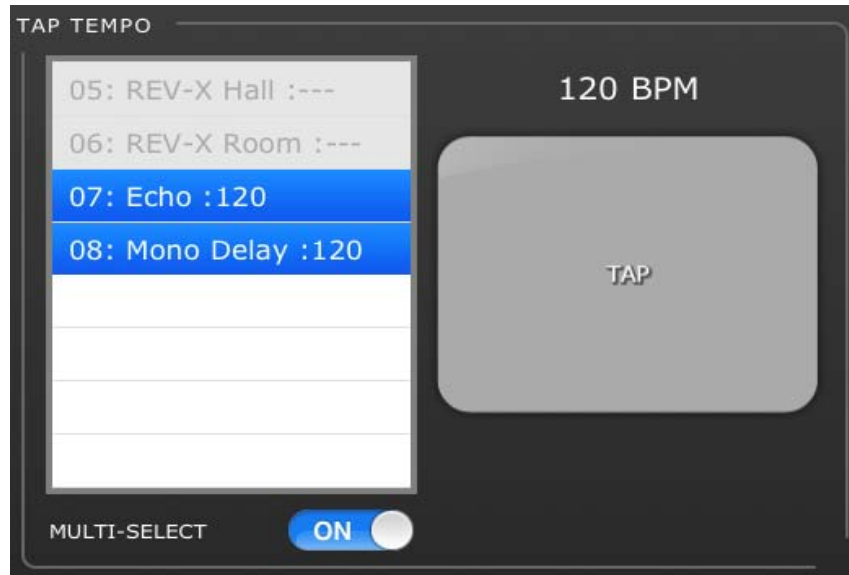 TAP TEMPO
05: REV-X Hall :---
06: REV-X Room :---
07: Echo :120
08: Mono Delay :120
120 BPM
TAP
MULTI-SELECT
ON